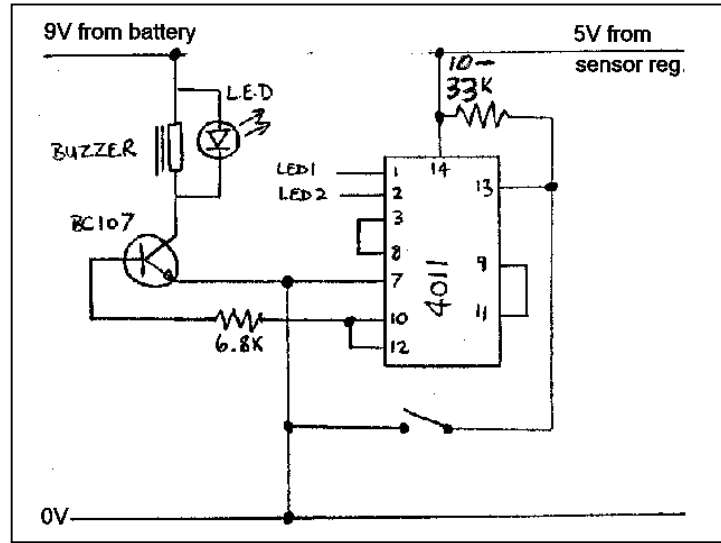 9V from battery
5V from
sensor reg.
10-
33K
L.E.D
BUZZER
LED1
LED2
1
2
3
8
7
10
12
14
13
9
11
4011
BC107
6.8K
0V